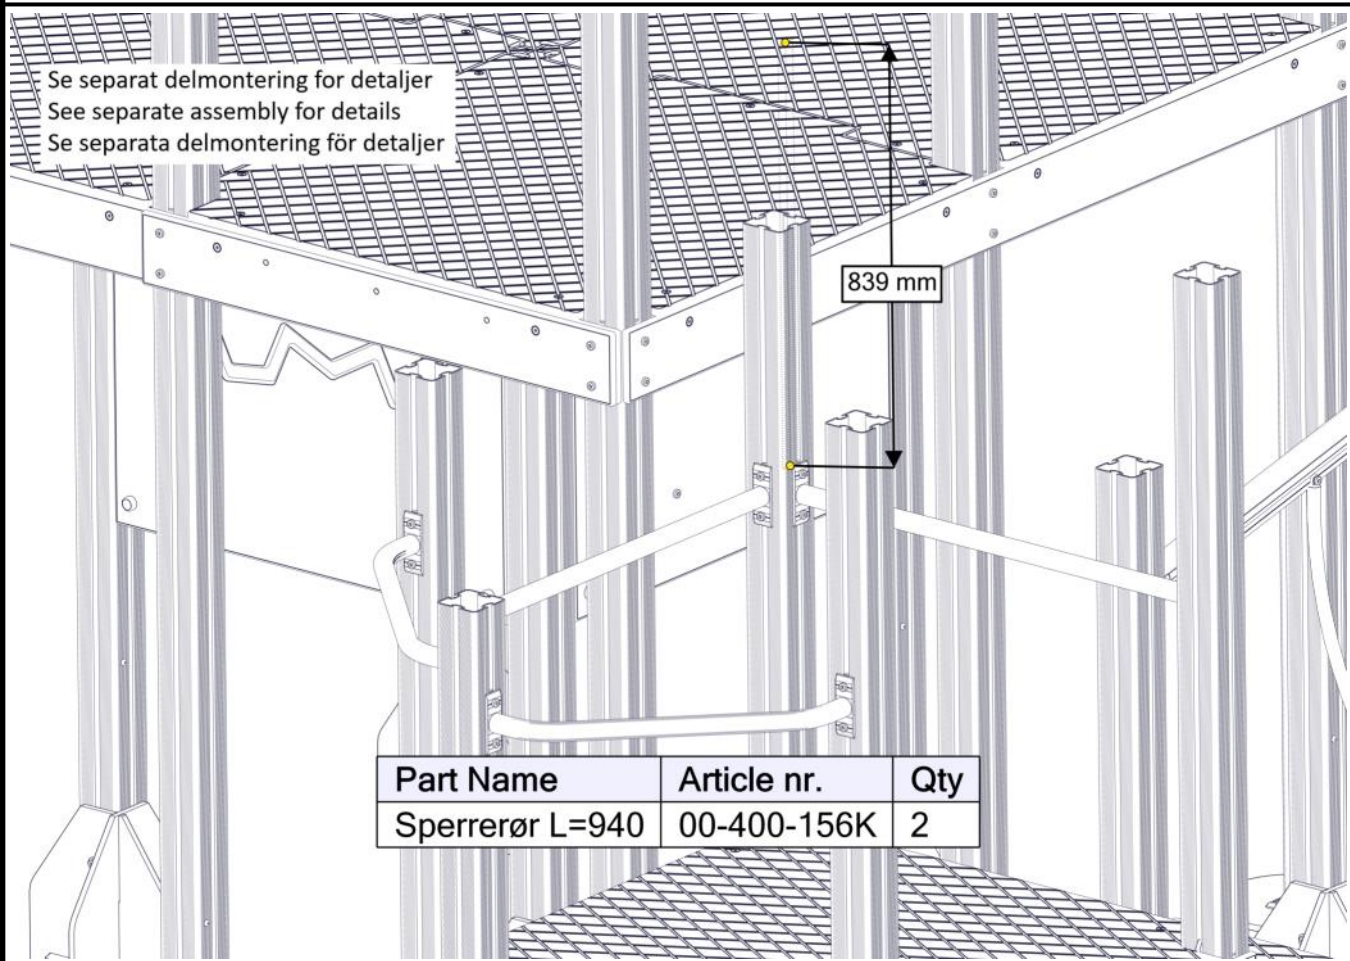 Se separat delmontering for detaljer
See separate assembly for details
Se separata delmontering för detaljer
839 mm
Part Name Article nr. Qty
Sperrerør L=940 00-400-156K 2